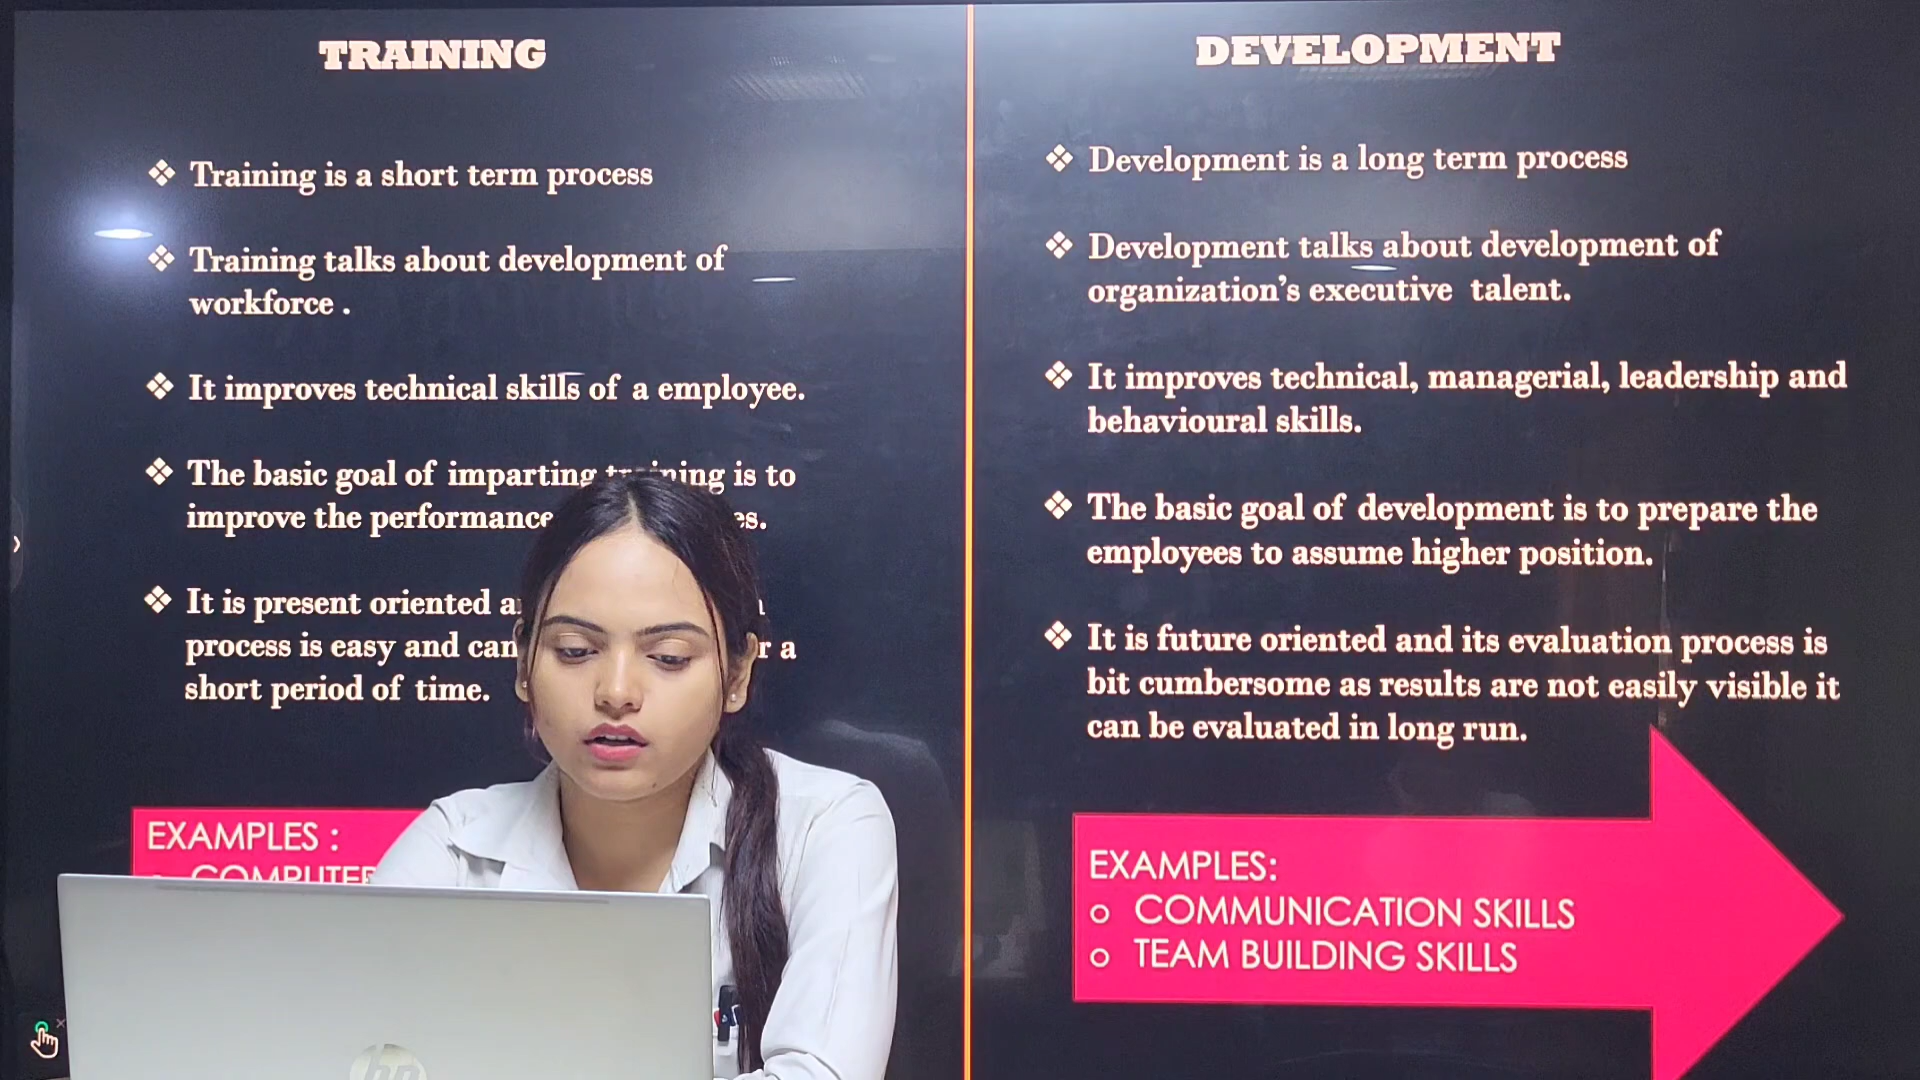 TRAINING
❖ Training is a short term process
❖ Training talks about development of
workforce .
❖ It improves technical skills of a employee.
❖ The basic goal of imparting training is to
improve the performance
❖ It is present oriented
process is easy and can r a
short period of time.
EXAMPLES :
COMPUTER
DEVELOPMENT
❖ Development is a long term process
❖ Development talks about development of
organization's executive talent.
❖ It improves technical, managerial, leadership and
behavioural skills.
❖ The basic goal of development is to prepare the
employees to assume higher position.
❖ It is future oriented and its evaluation process is
bit cumbersome as results are not easily visible it
can be evaluated in long run.
EXAMPLES:
o COMMUNICATION SKILLS
o TEAM BUILDING SKILLS
hp